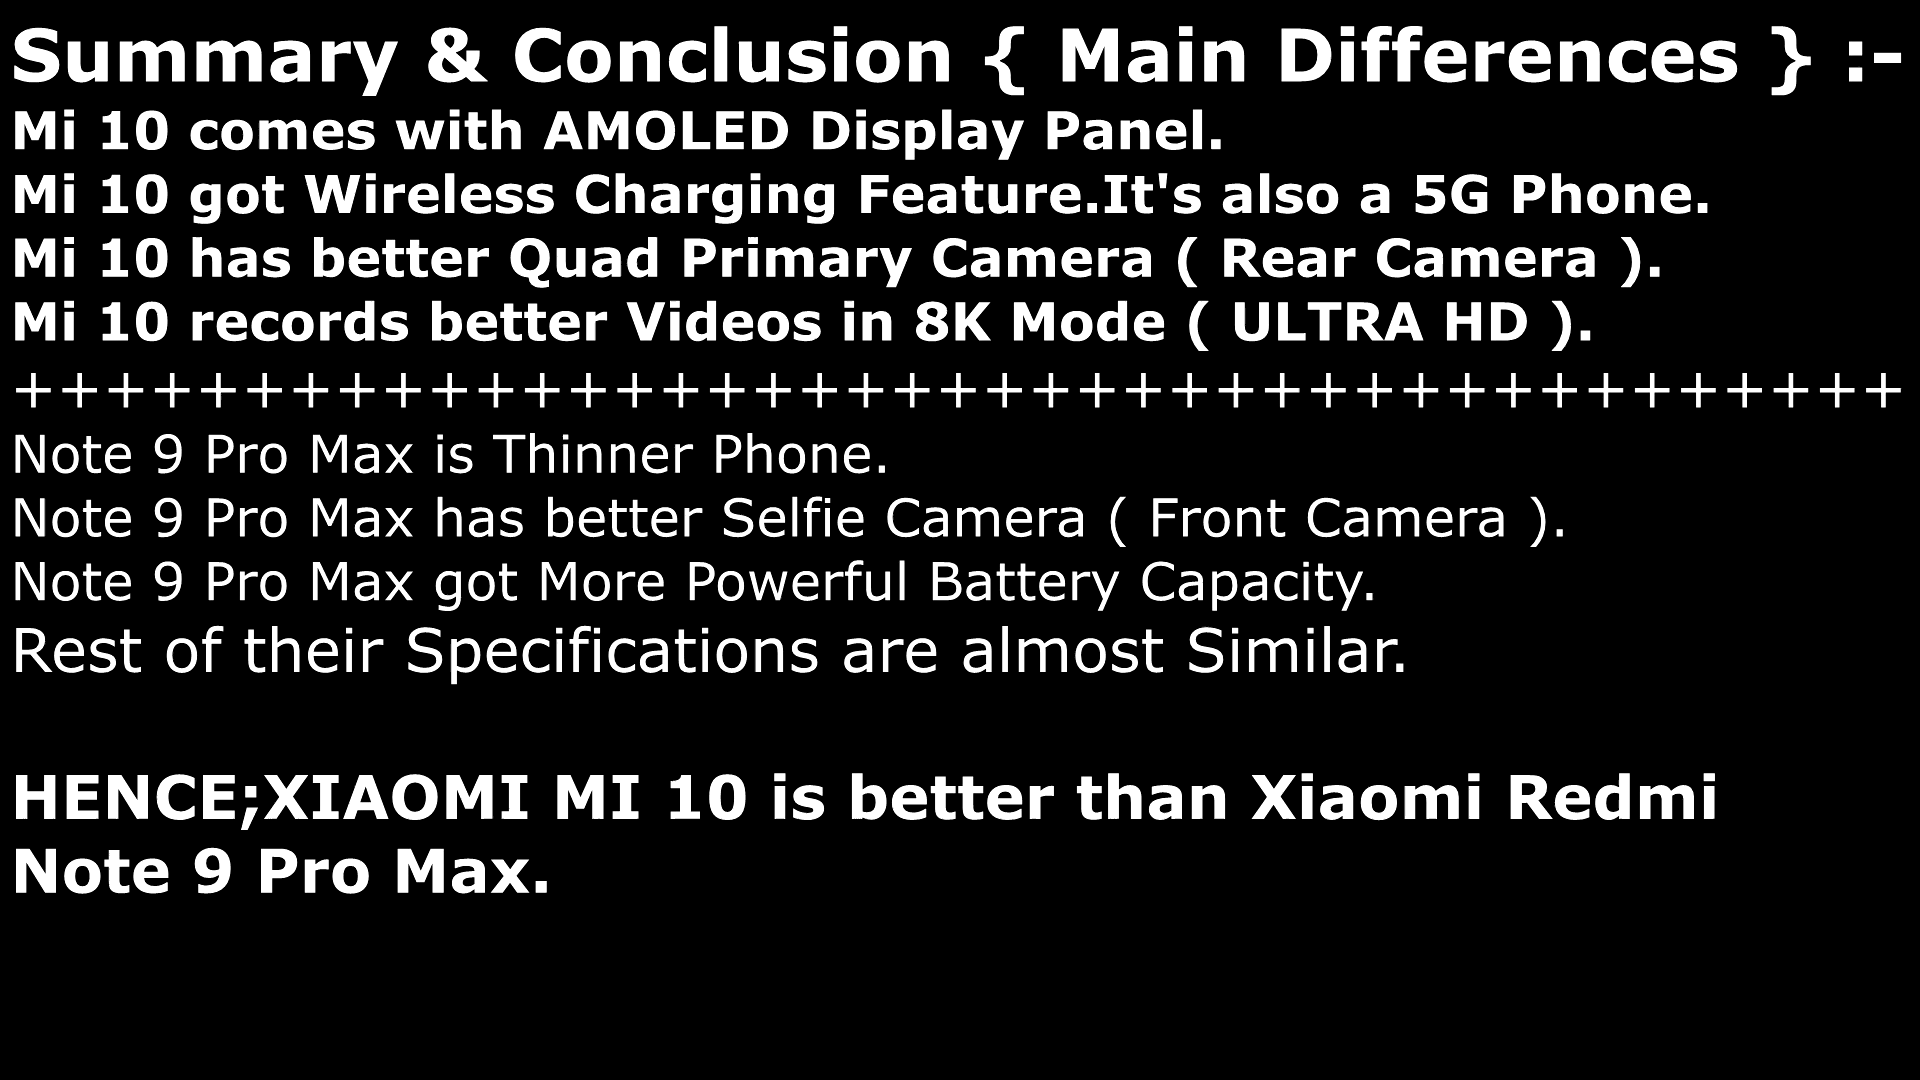 Summary & Conclusion { Main Differences } :-
Mi 10 comes with AMOLED Display Panel.
Mi 10 got Wireless Charging Feature.It's also a 5G Phone.
Mi 10 has better Quad Primary Camera ( Rear Camera ).
Mi 10 records better Videos in 8K Mode ( ULTRA HD ).
+++++++++++++++++++++++++++++++++++++++++
Note 9 Pro Max is Thinner Phone.
Note 9 Pro Max has better Selfie Camera ( Front Camera ).
Note 9 Pro Max got More Powerful Battery Capacity.
Rest of their Specifications are almost Similar.
HENCE;XIAOMI MI 10 is better than Xiaomi Redmi
Note 9 Pro Max.